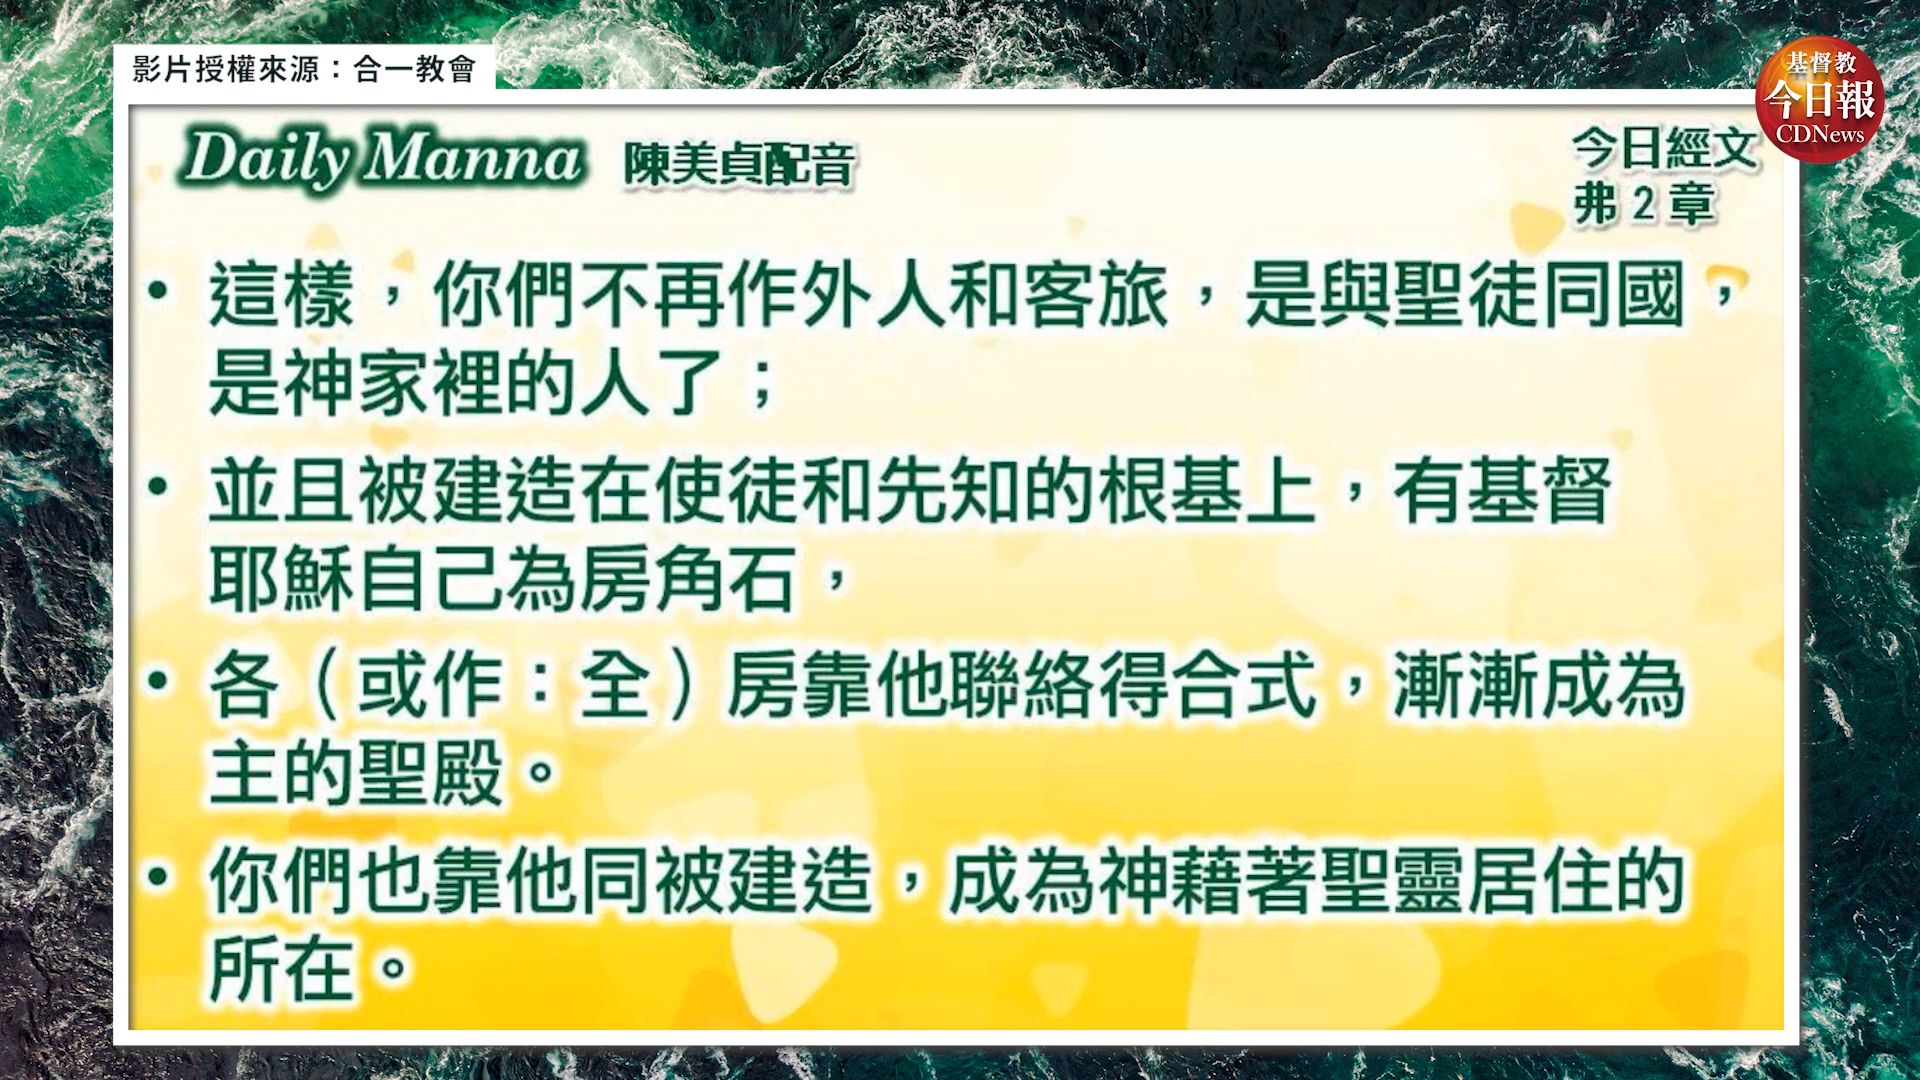 影片授權來源：合一教會
基督教
今日報
CDNews
Daily Manna 陳美貞配音
今日經文
弗 2 章
• 這樣，你們不再作外人和客旅，是與聖徒同國，
是神家裡的人了；
• 並且被建造在使徒和先知的根基上，有基督
耶穌自己為房角石，
• 各（或作：全）房靠他聯絡得合式，漸漸成為
主的聖殿。
• 你們也靠他同被建造，成為神藉著聖靈居住的
所在。